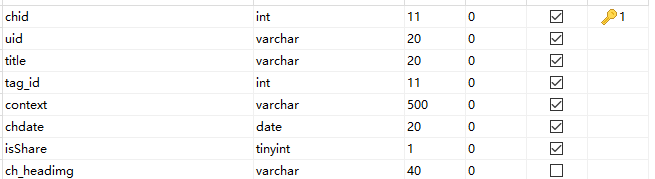 chid int 11 0 1
uid varchar 20 0
title varchar 20 0
tag_id int 11 0
context varchar 500 0
chdate date 20 0
isShare tinyint 1 0
ch_headimg varchar 40 0